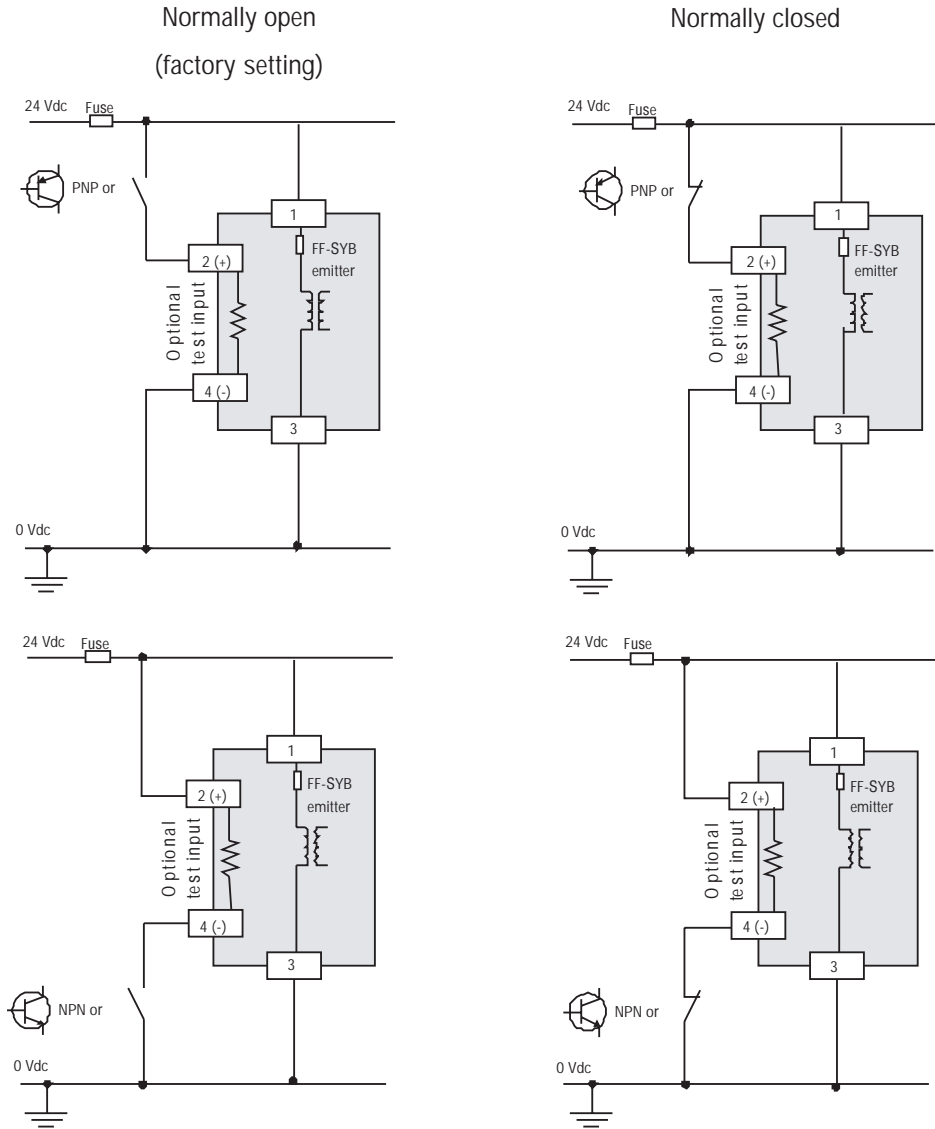 Normally open
(factory setting)
Normally closed
24 Vdc
Fuse
PNP or
1
FF-SYB
emitter
2 (+)
Optional
test input
4 (-)
3
0 Vdc
24 Vdc
Fuse
PNP or
1
FF-SYB
emitter
2 (+)
Optional
test input
4 (-)
3
0 Vdc
24 Vdc
Fuse
1
FF-SYB
emitter
2 (+)
Optional
test input
4 (-)
3
NPN or
0 Vdc
24 Vdc
Fuse
1
FF-SYB
emitter
2 (+)
Optional
test input
4 (-)
3
NPN or
0 Vdc